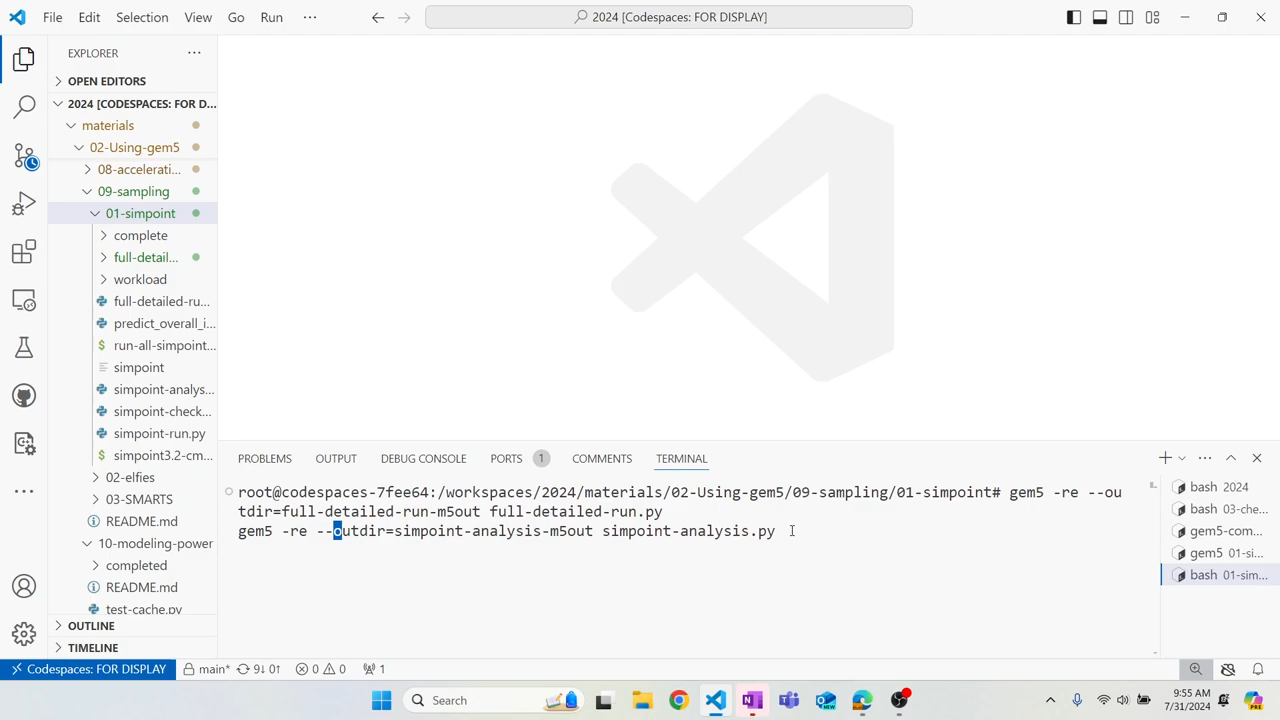 File Edit Selection View Go Run ···
2024 [Codespaces: FOR DISPLAY]
EXPLORER ···
OPEN EDITORS
2024 [CODESPACES: FOR D...
materials
02-Using-gem5
08-accelerati...
09-sampling
01-simpoint
complete
full-detail...
workload
full-detailed-ru...
predict_overall_i...
$ run-all-simpoint...
simpoint
simpoint-analys...
simpoint-check...
simpoint-run.py
$ simpoint3.2-cm...
02-elfies
03-SMARTS
README.md
10-modeling-power
completed
README.md
test-cache.py
OUTLINE
TIMELINE
PROBLEMS OUTPUT DEBUG CONSOLE PORTS 1 COMMENTS TERMINAL
root@codespaces-7fee64:/workspaces/2024/materials/02-Using-gem5/09-sampling/01-simpoint# gem5 -re --ou
tdir=full-detailed-run-m5out full-detailed-run.py
gem5 -re --outdir=simpoint-analysis-m5out simpoint-analysis.py
bash 2024
bash 03-che...
gem5-com...
gem5 01-si...
bash 01-sim...
Codespaces: FOR DISPLAY main* 9↓ 0↑ 0 0 1
Search
9:55 AM
7/31/2024